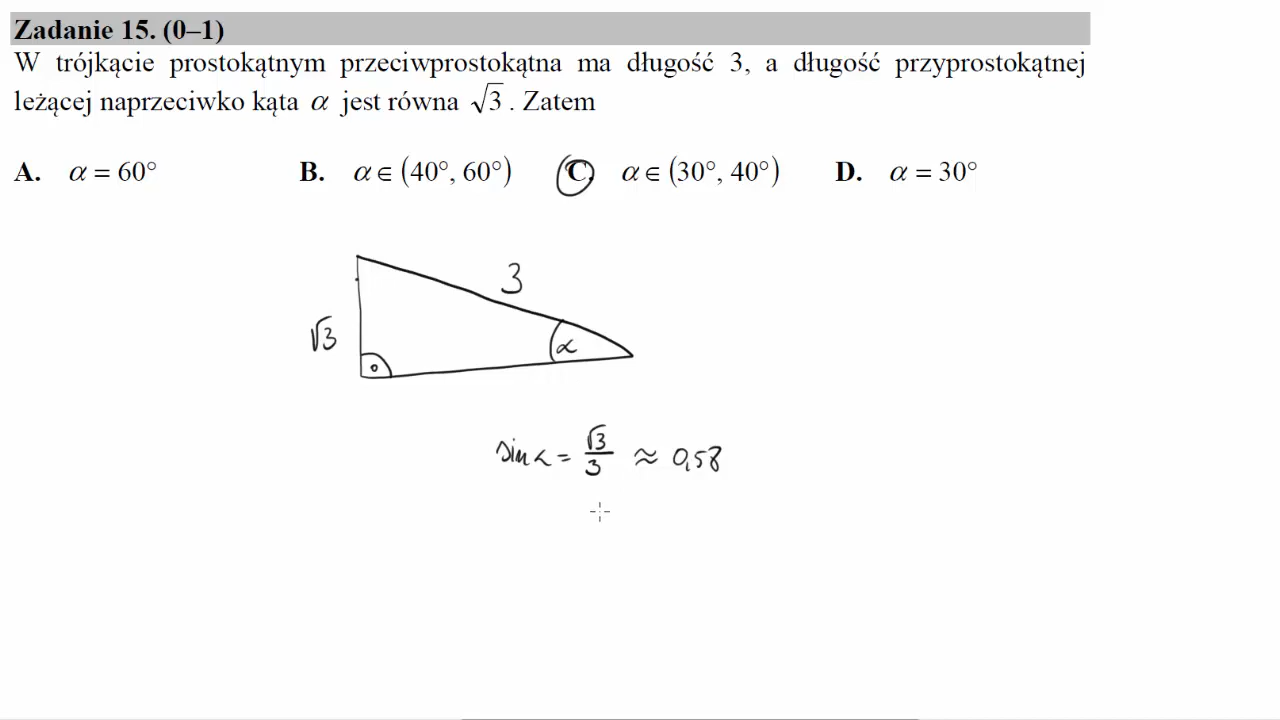 Zadanie 15. (0–1)
W trójkącie prostokątnym przeciwprostokątna ma długość 3, a długość przyprostokątnej
leżącej naprzeciwko kąta α jest równa √3. Zatem
A. α = 60° B. α ∈ (40°, 60°) C. α ∈ (30°, 40°) D. α = 30°
3
√3
α
sin α = √3/3 ≈ 0,58